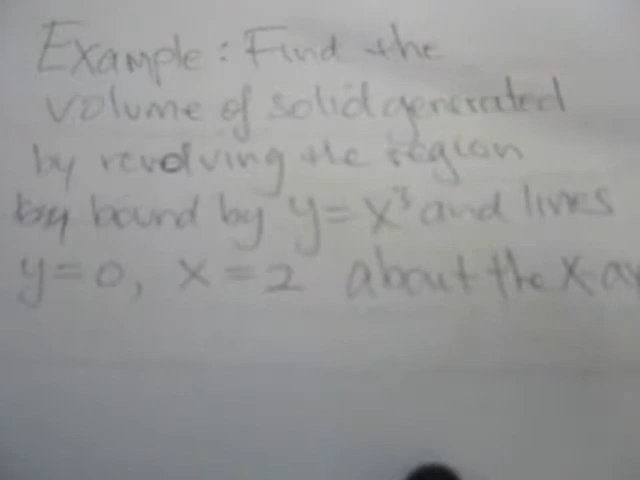 Example: Find the
volume of solid generated
by revolving the region
by bound by y=x³ and lines
y=0, x=2 about the x-ax